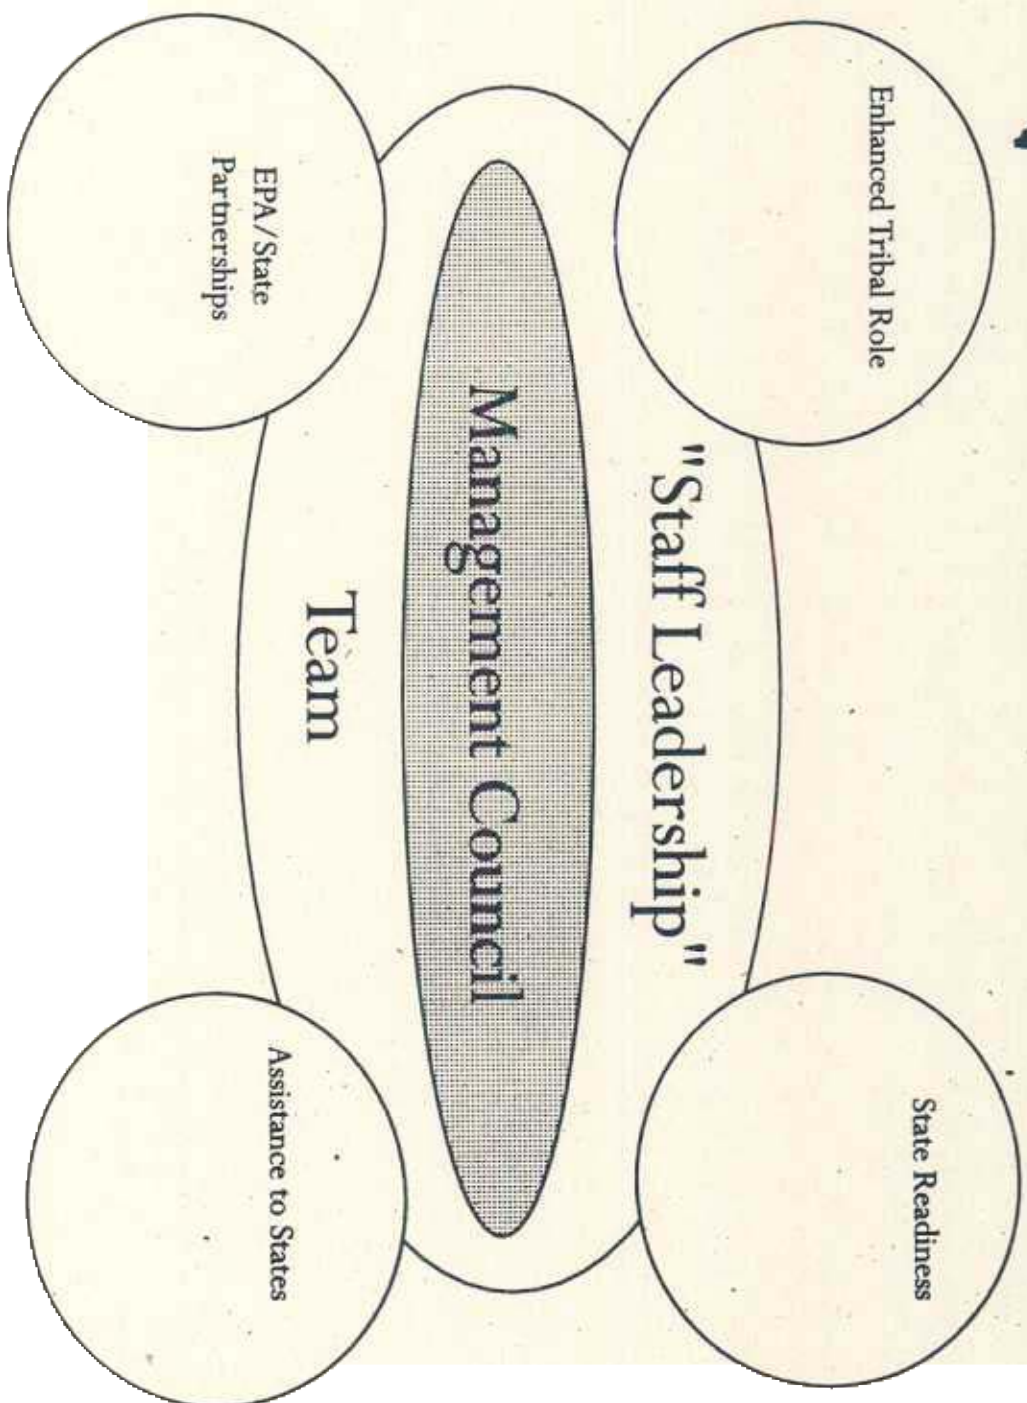 Enhanced Tribal Role
State Readiness
"Staff Leadership"
Management Council
Team
EPA/State
Partnerships
Assistance to States